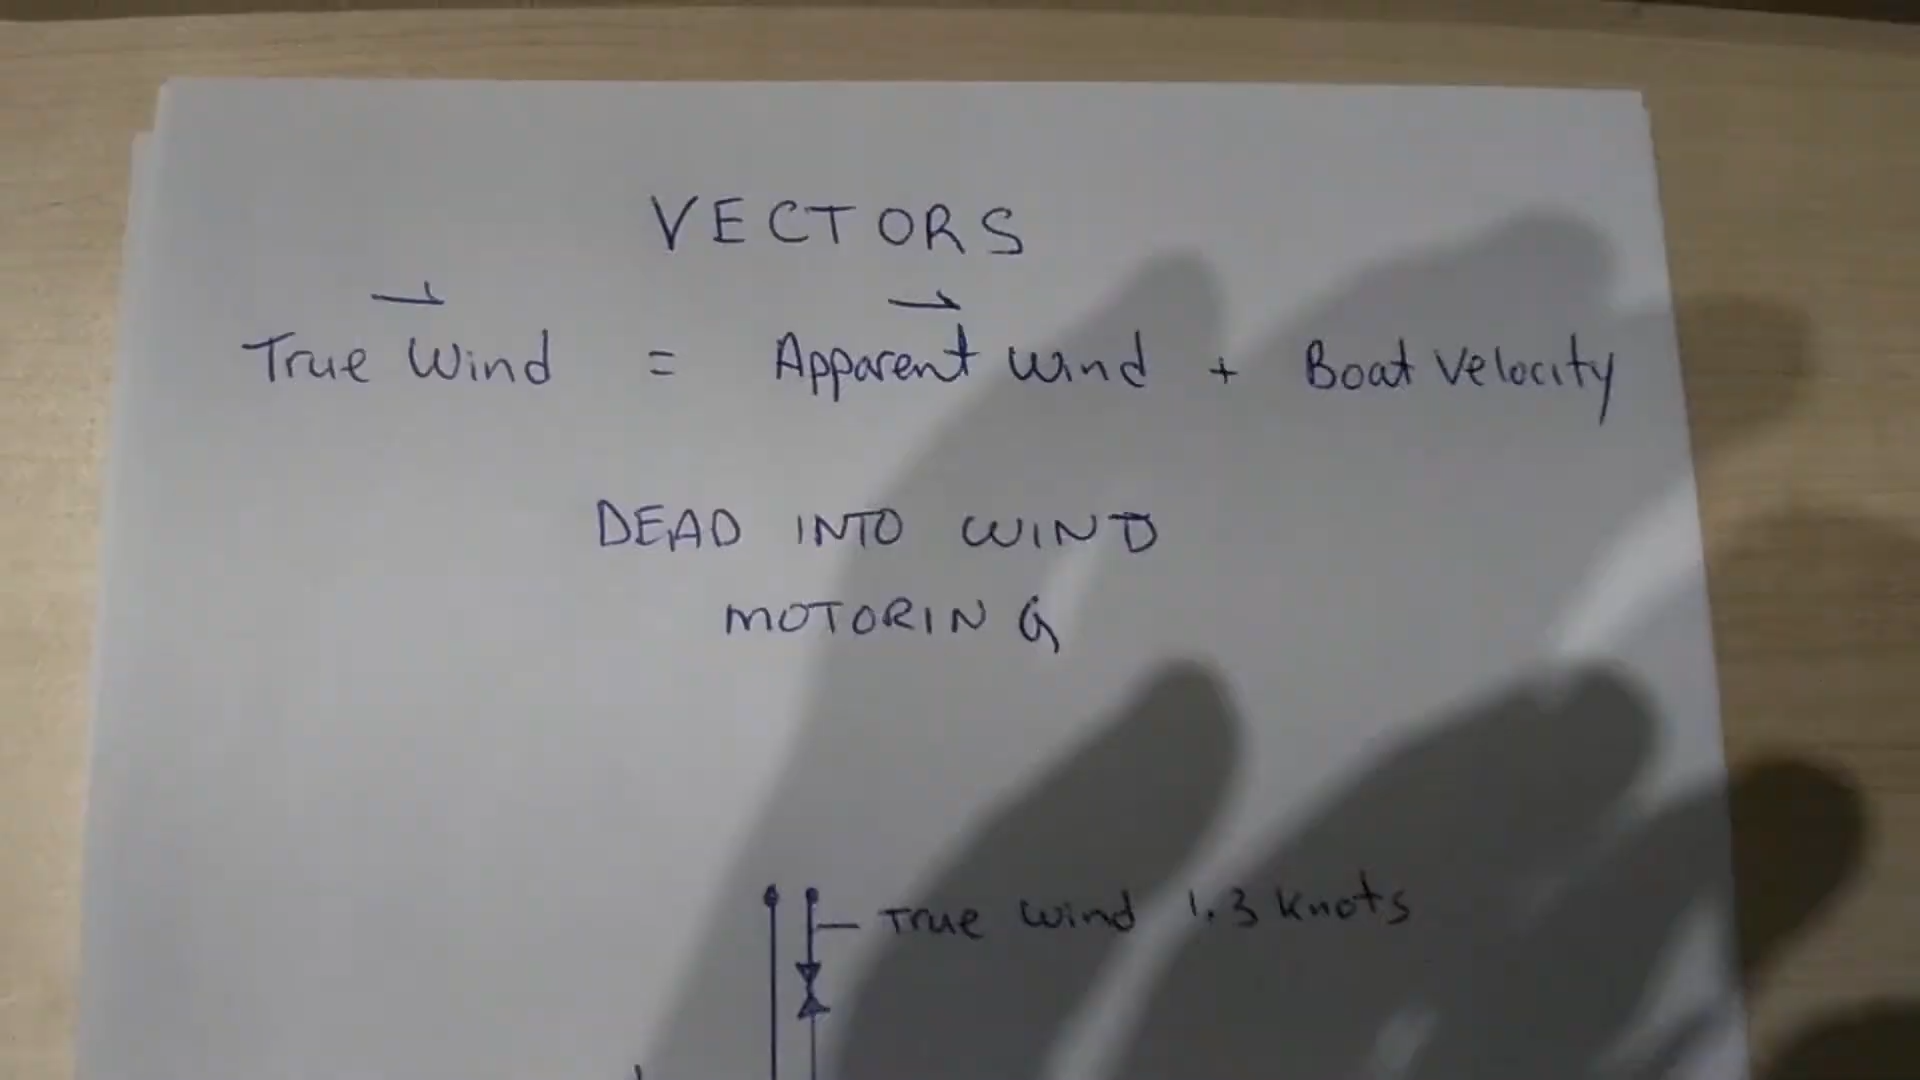 VECTORS
True Wind = Apparent Wind + Boat Velocity
DEAD INTO WIND
MOTORING
True Wind 1.3 Knots